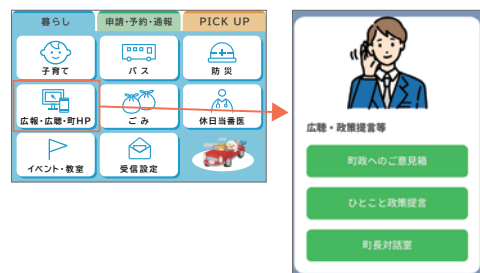 暮らし
申請・予約・通報
PICK UP
子育て
バス
防災
広報・広聴・町HP
ごみ
休日当番医
イベント・教室
受信設定
広聴・政策提言等
町政へのご意見箱
ひとこと政策提言
町長対話室